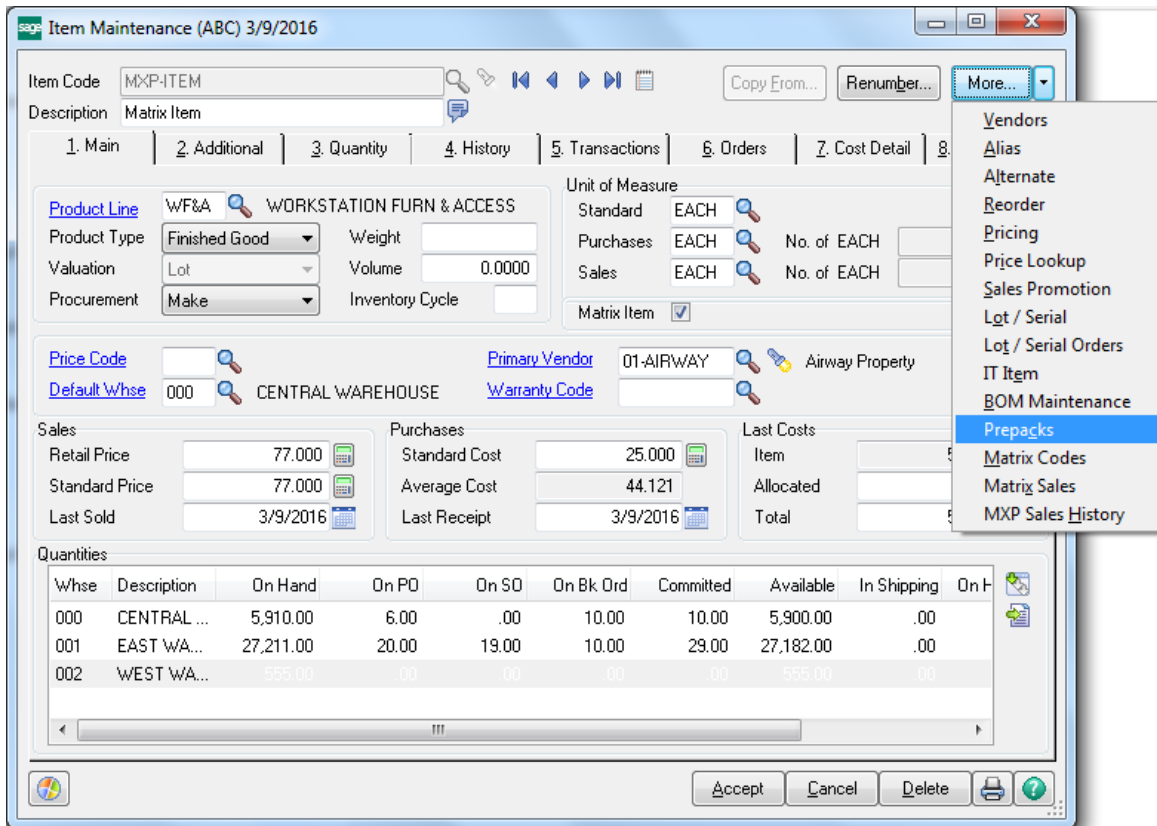 sage Item Maintenance (ABC) 3/9/2016
Item Code MXP-ITEM Copy From... Renumber... More...
Description Matrix Item
1. Main 2. Additional 3. Quantity 4. History 5. Transactions 6. Orders 7. Cost Detail 8.
Vendors
Alias
Alternate
Reorder
Pricing
Price Lookup
Sales Promotion
Lot / Serial
Lot / Serial Orders
IT Item
BOM Maintenance
Prepacks
Matrix Codes
Matrix Sales
MXP Sales History
Product Line WF&A WORKSTATION FURN & ACCESS
Product Type Finished Good Weight
Valuation Lot Volume 0.0000
Procurement Make Inventory Cycle
Unit of Measure
Standard EACH
Purchases EACH No. of EACH
Sales EACH No. of EACH
Matrix Item
Price Code Primary Vendor 01-AIRWAY Airway Property
Default Whse 000 CENTRAL WAREHOUSE Warranty Code
Sales
Retail Price 77.000
Standard Price 77.000
Last Sold 3/9/2016
Purchases
Standard Cost 25.000
Average Cost 44.121
Last Receipt 3/9/2016
Last Costs
Item 5
Allocated
Total 5
Quantities
Whse Description On Hand On PO On SO On Bk Ord Committed Available In Shipping On H
000 CENTRAL ... 5,910.00 6.00 .00 10.00 10.00 5,900.00 .00
001 EAST WA... 27,211.00 20.00 19.00 10.00 29.00 27,182.00 .00
002 WEST WA... 555.00 .00 .00 .00 .00 555.00 .00
Accept Cancel Delete